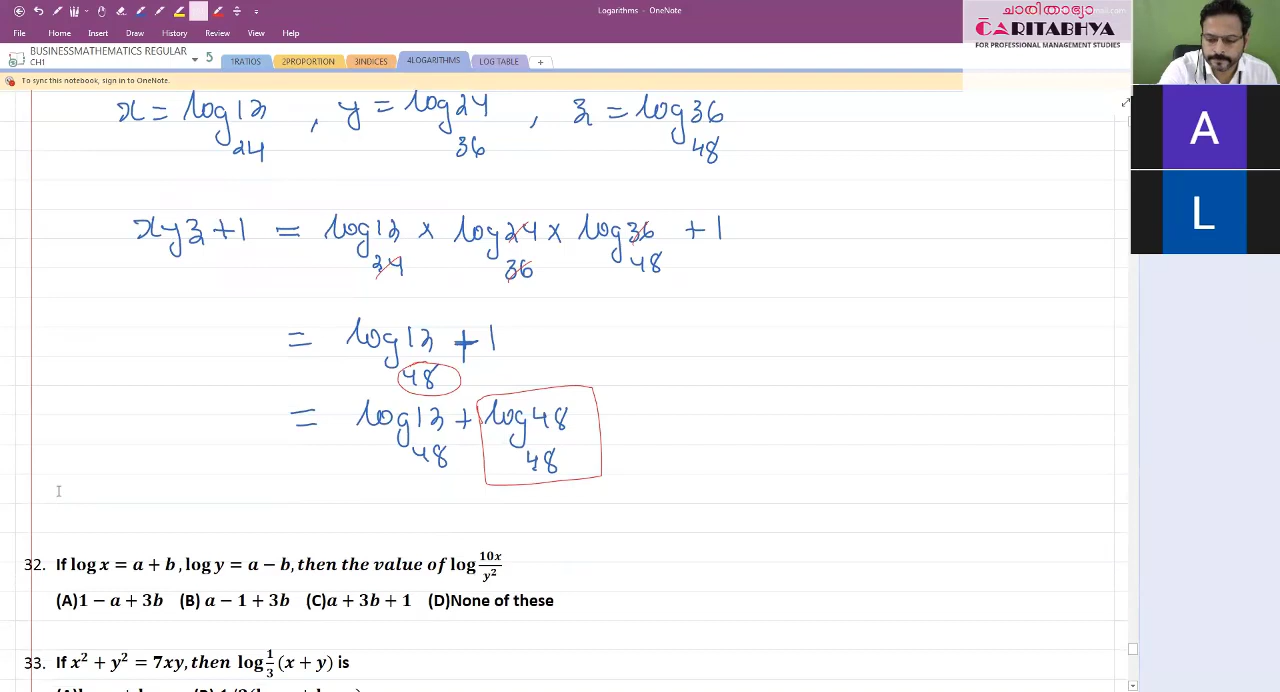 Logarithms - OneNote
ചാരിതാഭ്യാ
CARITABHYA
FOR PROFESSIONAL MANAGEMENT STUDIES
File Home Insert Draw History Review View Help
BUSINESSMATHEMATICS REGULAR
CH1
1RATIOS 2PROPORTION 3INDICES 4LOGARITHMS LOG TABLE +
To sync this notebook, sign in to OneNote.
x = log₂₄12 , y = log₃₆24 , z = log₄₈36
xyz + 1 = log₂₄12 × log₃₆24 × log₄₈36 + 1
= log₄₈12 + 1
= log₄₈12 + log₄₈48
32. If log x = a + b , log y = a − b, then the value of log 10x/y²
(A)1 − a + 3b (B) a − 1 + 3b (C)a + 3b + 1 (D)None of these
33. If x² + y² = 7xy, then log 1/3 (x + y) is
A
L